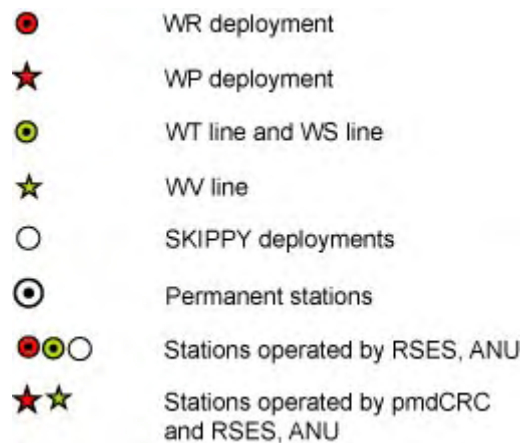 WR deployment
WP deployment
WT line and WS line
WV line
SKIPPY deployments
Permanent stations
Stations operated by RSES, ANU
Stations operated by pmdCRC
and RSES, ANU